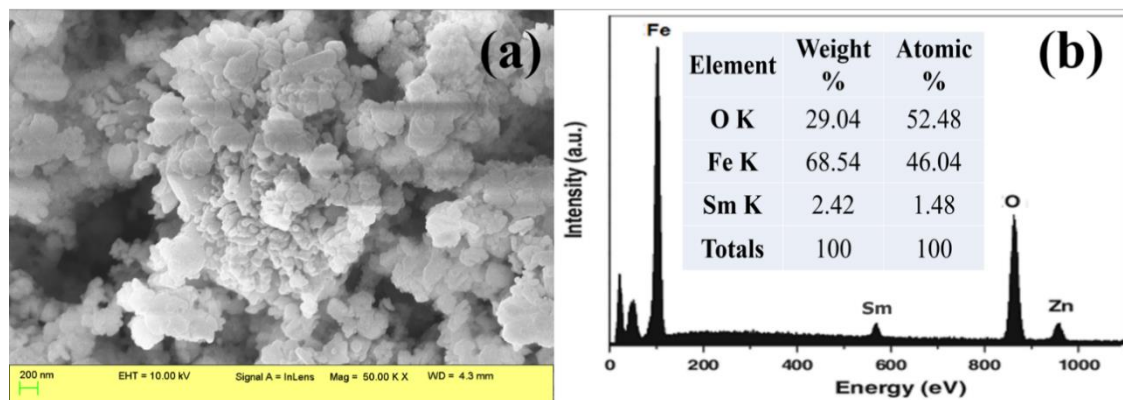 (a)
200 nm EHT = 10.00 kV Signal A = InLens Mag = 50.00 K X WD = 4.3 mm
(b)
Fe
Element Weight % Atomic %
O K 29.04 52.48
Fe K 68.54 46.04
Sm K 2.42 1.48
Totals 100 100
Sm
O
Zn
Intensity (a.u.)
0 200 400 600 800 1000
Energy (eV)